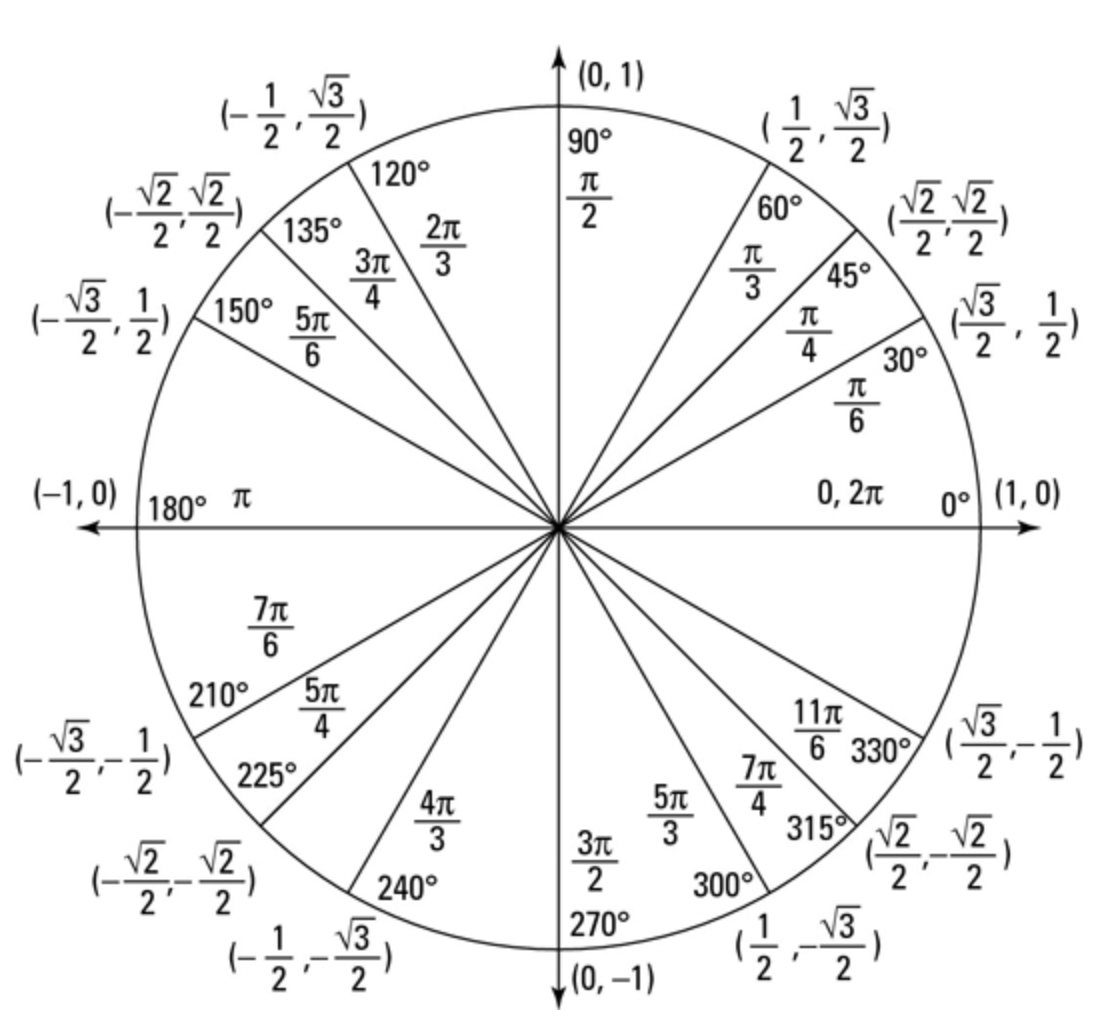 (0, 1)
(-1/2, √3/2)
(1/2, √3/2)
90°
π/2
120°
2π/3
60°
π/3
(-√2/2, √2/2)
(√2/2, √2/2)
135°
3π/4
45°
π/4
(-√3/2, 1/2)
(√3/2, 1/2)
150°
5π/6
30°
π/6
(-1, 0)
180° π
0, 2π
0°
(1, 0)
7π/6
210°
5π/4
225°
(-√3/2, -1/2)
11π/6
330°
(√3/2, -1/2)
4π/3
240°
5π/3
300°
7π/4
315°
3π/2
270°
(-√2/2, -√2/2)
(√2/2, -√2/2)
(-1/2, -√3/2)
(1/2, -√3/2)
(0, -1)